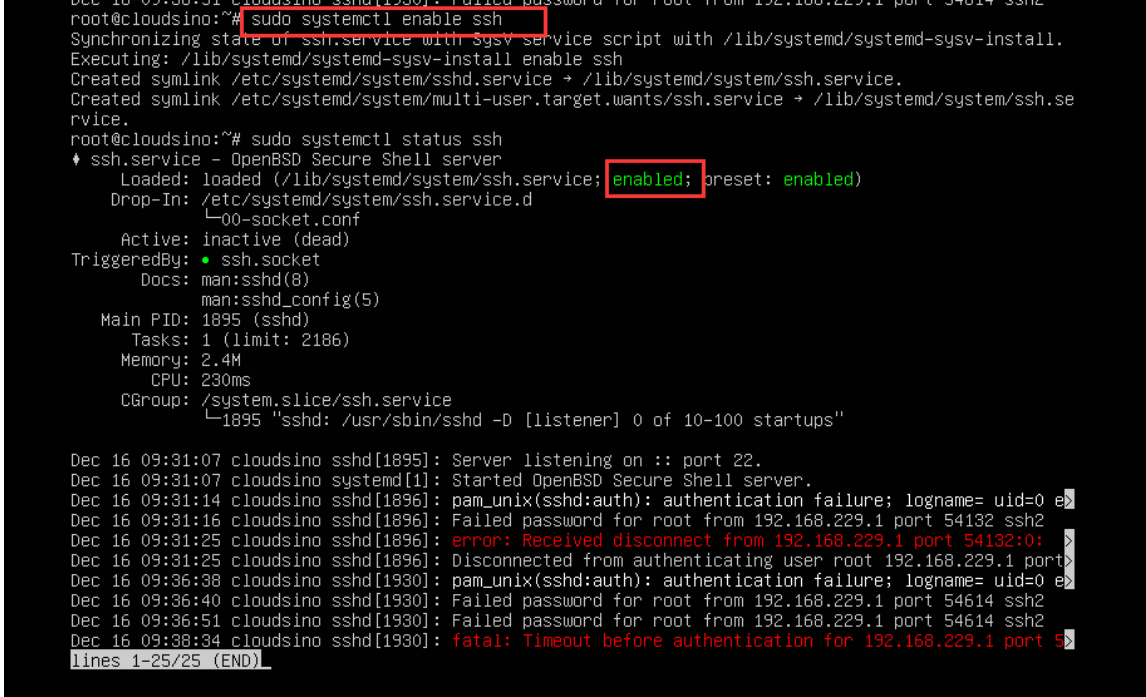 Dec 16 09:36:51 cloudsino sshd[1930]: Failed password for root from 192.168.229.1 port 54614 ssh2
root@cloudsino:~# sudo systemctl enable ssh
Synchronizing state of ssh.service with SysV service script with /lib/systemd/systemd-sysv-install.
Executing: /lib/systemd/systemd-sysv-install enable ssh
Created symlink /etc/systemd/system/sshd.service → /lib/systemd/system/ssh.service.
Created symlink /etc/systemd/system/multi-user.target.wants/ssh.service → /lib/systemd/system/ssh.se
rvice.
root@cloudsino:~# sudo systemctl status ssh
♦ ssh.service - OpenBSD Secure Shell server
Loaded: loaded (/lib/systemd/system/ssh.service; enabled; preset: enabled)
Drop-In: /etc/systemd/system/ssh.service.d
└─00-socket.conf
Active: inactive (dead)
TriggeredBy: ● ssh.socket
Docs: man:sshd(8)
man:sshd_config(5)
Main PID: 1895 (sshd)
Tasks: 1 (limit: 2186)
Memory: 2.4M
CPU: 230ms
CGroup: /system.slice/ssh.service
└─1895 "sshd: /usr/sbin/sshd -D [listener] 0 of 10-100 startups"
Dec 16 09:31:07 cloudsino sshd[1895]: Server listening on :: port 22.
Dec 16 09:31:07 cloudsino systemd[1]: Started OpenBSD Secure Shell server.
Dec 16 09:31:14 cloudsino sshd[1896]: pam_unix(sshd:auth): authentication failure; logname= uid=0 e>
Dec 16 09:31:16 cloudsino sshd[1896]: Failed password for root from 192.168.229.1 port 54132 ssh2
Dec 16 09:31:25 cloudsino sshd[1896]: error: Received disconnect from 192.168.229.1 port 54132:0: >
Dec 16 09:31:25 cloudsino sshd[1896]: Disconnected from authenticating user root 192.168.229.1 port>
Dec 16 09:36:38 cloudsino sshd[1930]: pam_unix(sshd:auth): authentication failure; logname= uid=0 e>
Dec 16 09:36:40 cloudsino sshd[1930]: Failed password for root from 192.168.229.1 port 54614 ssh2
Dec 16 09:36:51 cloudsino sshd[1930]: Failed password for root from 192.168.229.1 port 54614 ssh2
Dec 16 09:38:34 cloudsino sshd[1930]: fatal: Timeout before authentication for 192.168.229.1 port 5>
lines 1-25/25 (END)